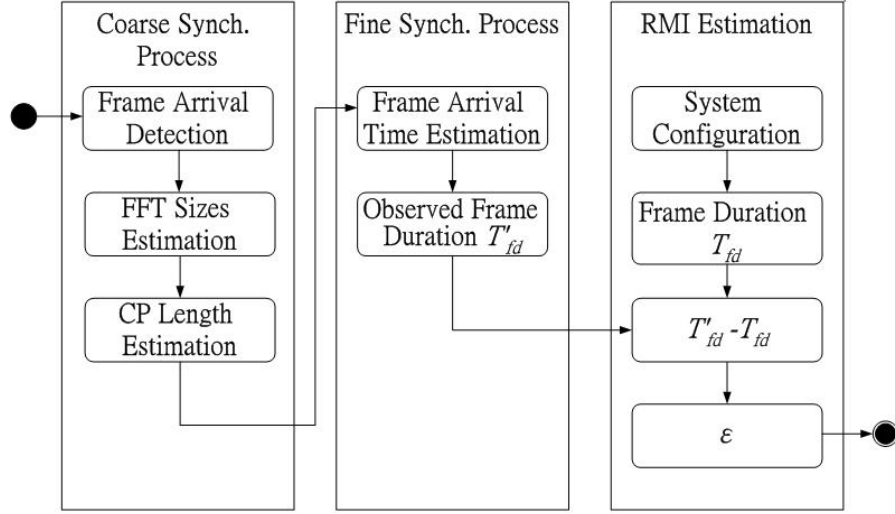 Coarse Synch.
Process
Frame Arrival
Detection
FFT Sizes
Estimation
CP Length
Estimation
Fine Synch. Process
Frame Arrival
Time Estimation
Observed Frame
Duration T′fd
RMI Estimation
System
Configuration
Frame Duration
Tfd
T′fd -Tfd
ε